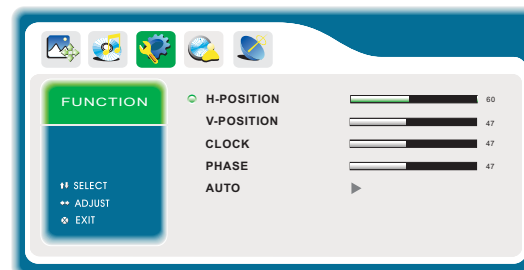 FUNCTION
SELECT
ADJUST
EXIT
H-POSITION 60
V-POSITION 47
CLOCK 47
PHASE 47
AUTO